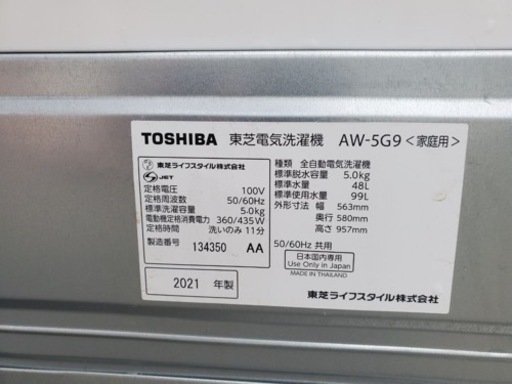 TOSHIBA 東芝電気洗濯機 AW-5G9<家庭用>
東芝ライフスタイル株式会社
S JET
定格電圧 100V
定格周波数 50/60Hz
標準洗濯容量 5.0kg
電動機定格消費電力 360/435W
定格時間 洗いのみ 11分
製造番号 134350 AA
2021 年製
種類 全自動電気洗濯機
標準脱水容量 5.0kg
標準水量 48L
標準使用水量 99L
外形寸法 幅 563mm
奥行 580mm
高さ 957mm
50/60Hz 共用
日本国内専用
Use Only in Japan
MADE IN THAILAND
東芝ライフスタイル株式会社